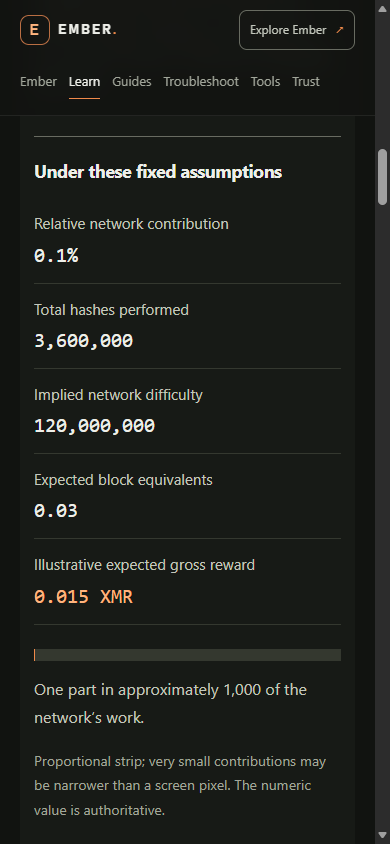 E EMBER.
Explore Ember ↗
Ember Learn Guides Troubleshoot Tools Trust
Under these fixed assumptions
Relative network contribution
0.1%
Total hashes performed
3,600,000
Implied network difficulty
120,000,000
Expected block equivalents
0.03
Illustrative expected gross reward
0.015 XMR
One part in approximately 1,000 of the
network’s work.
Proportional strip; very small contributions may
be narrower than a screen pixel. The numeric
value is authoritative.